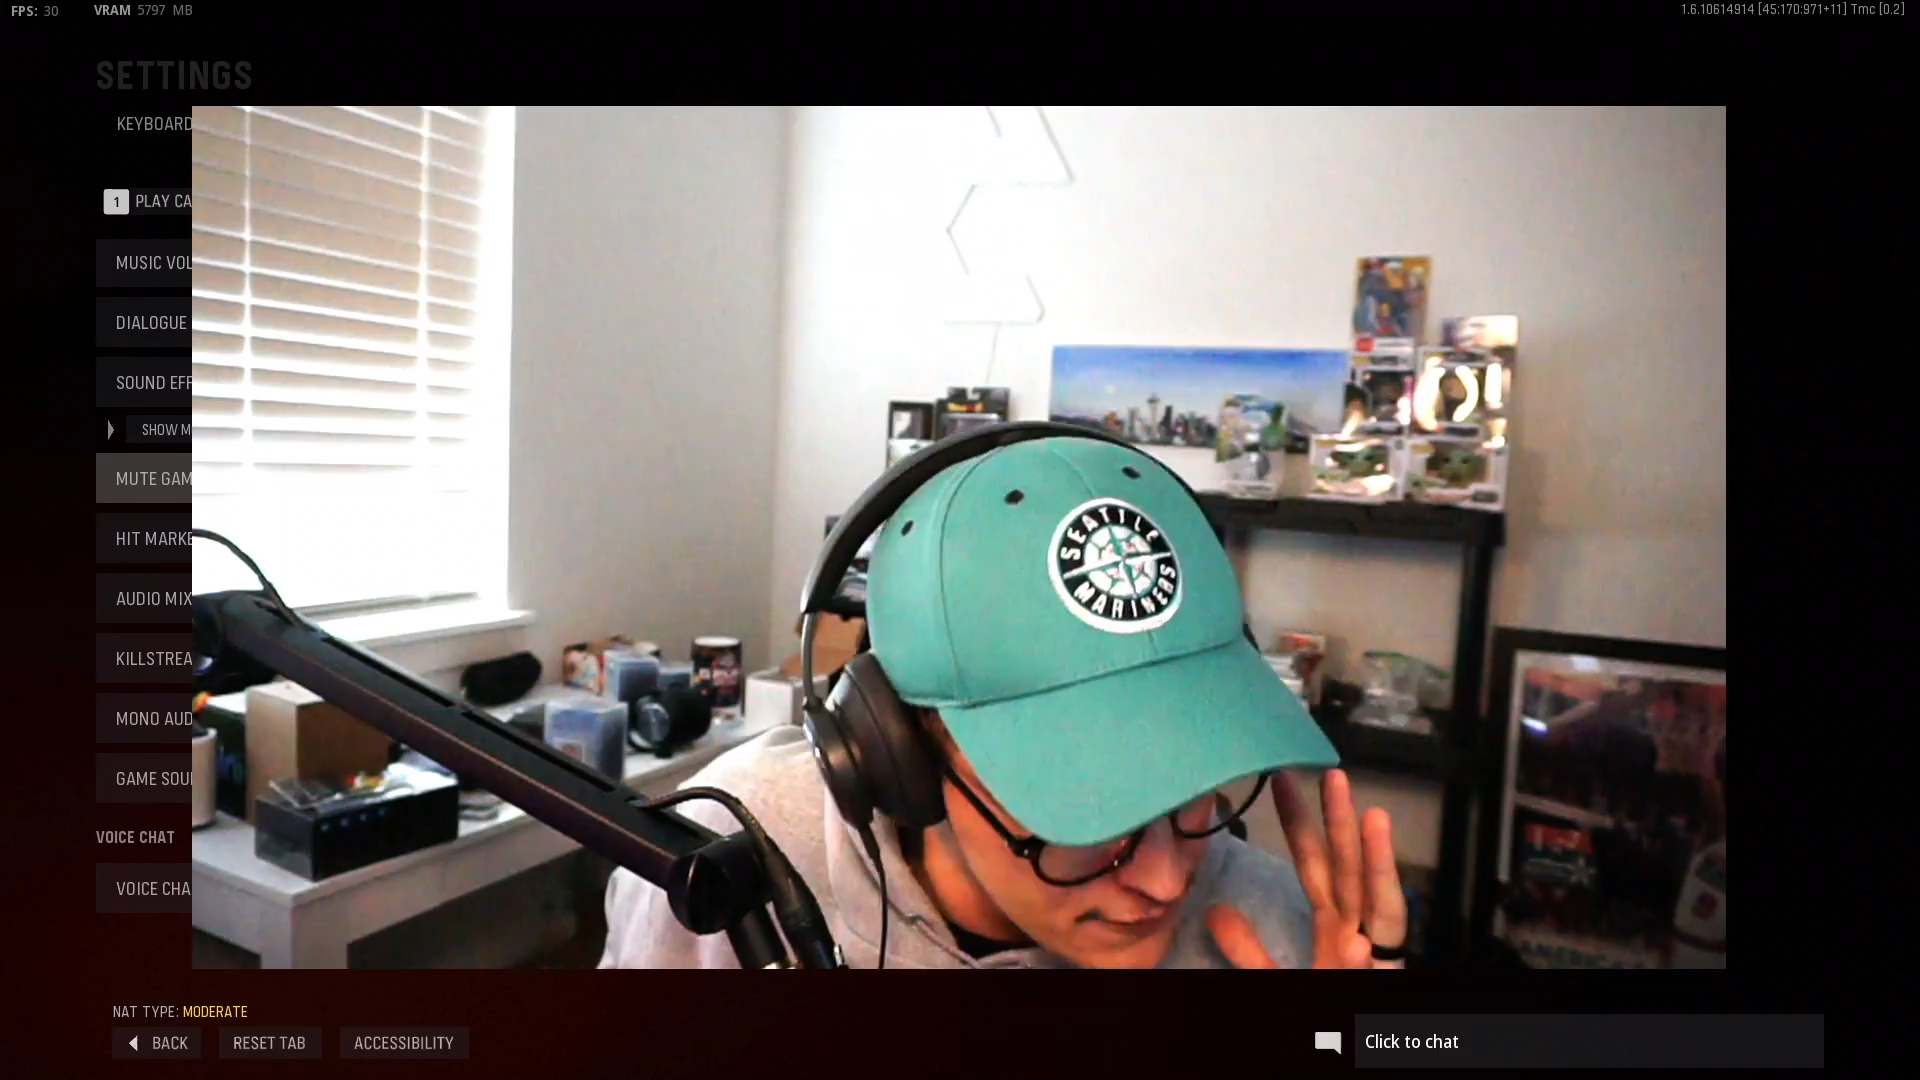 FPS: 30 VRAM 5797 MB
1.6.10614914 [45:170:971+11] Tmc [0.2]
SETTINGS
KEYBOARD
1 PLAY CA
MUSIC VOL
DIALOGUE
SOUND EFF
SHOW M
MUTE GAM
HIT MARKE
AUDIO MIX
KILLSTREA
MONO AUD
GAME SOU
VOICE CHAT
VOICE CHA
SEATTLE
MARINERS
AMERICA
NAT TYPE: MODERATE
BACK RESET TAB ACCESSIBILITY
Click to chat